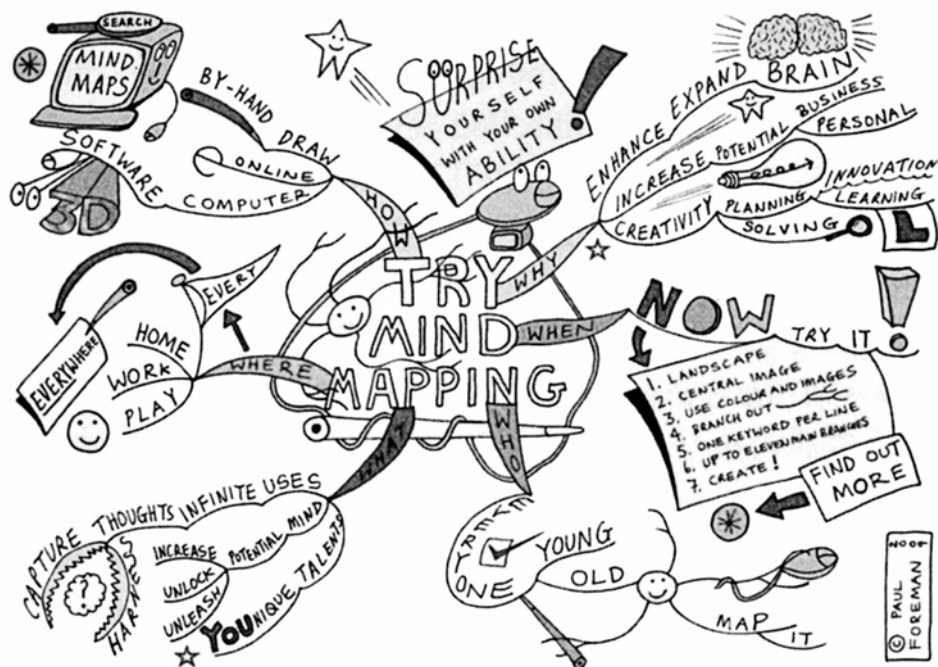 SEARCH
MIND
MAPS
BY-HAND DRAW
ONLINE
SOFTWARE
COMPUTER
3D
HOW
SURPRISE
YOURSELF
WITH YOUR OWN
ABILITY!
ENHANCE EXPAND BRAIN
INCREASE POTENTIAL BUSINESS
PERSONAL
CREATIVITY PLANNING INNOVATION
LEARNING
SOLVING
L
WHY
TRY
MIND
MAPPING
WHEN
NOW
TRY IT!
1. LANDSCAPE
2. CENTRAL IMAGE
3. USE COLOUR AND IMAGES
4. BRANCH OUT
5. ONE KEYWORD PER LINE
6. UP TO ELEVEN MAIN BRANCHES
7. CREATE!
FIND OUT
MORE
WHERE
EVERY
EVERYWHERE
HOME
WORK
PLAY
WHAT
CAPTURE THOUGHTS INFINITE USES
HARNESS
INCREASE
POTENTIAL MIND
UNLOCK
UNLEASH
YOUNIQUE TALENTS
WHO
EVERYONE
YOUNG
OLD
MAP
IT
© PAUL
FOREMAN